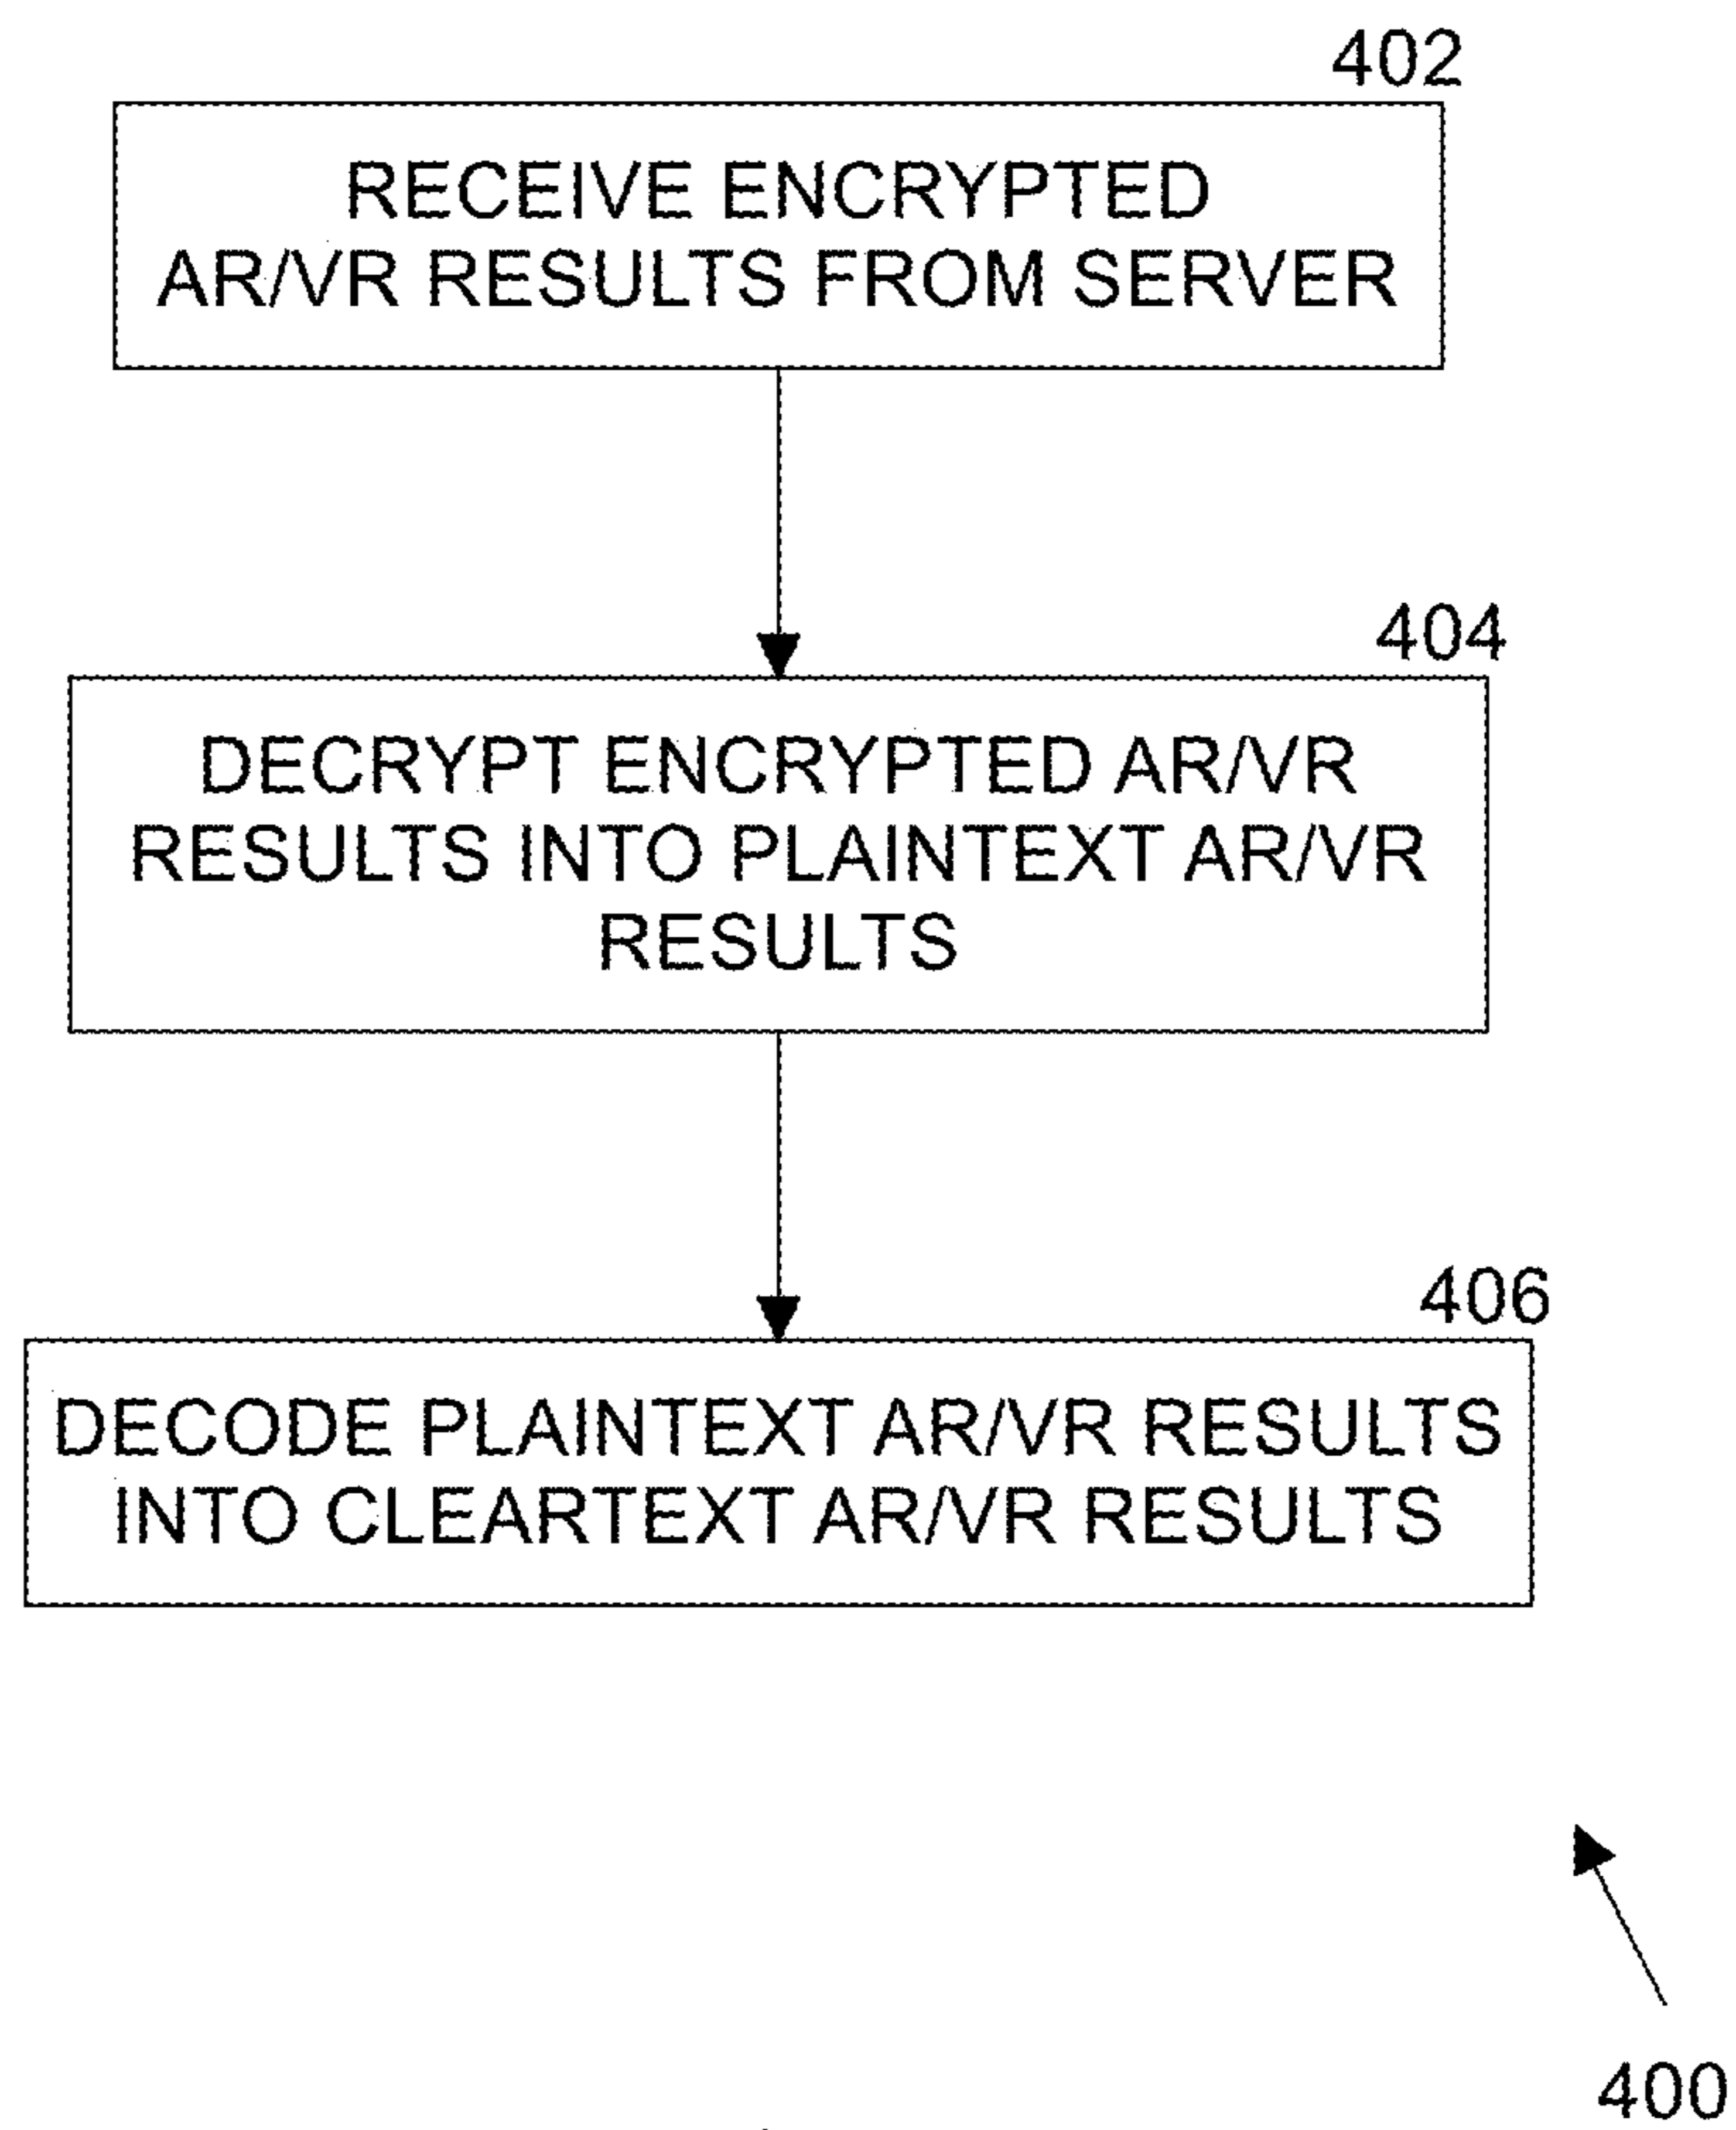 402
RECEIVE ENCRYPTED
AR/VR RESULTS FROM SERVER
404
DECRYPT ENCRYPTED AR/VR
RESULTS INTO PLAINTEXT AR/VR
RESULTS
406
DECODE PLAINTEXT AR/VR RESULTS
INTO CLEARTEXT AR/VR RESULTS
400